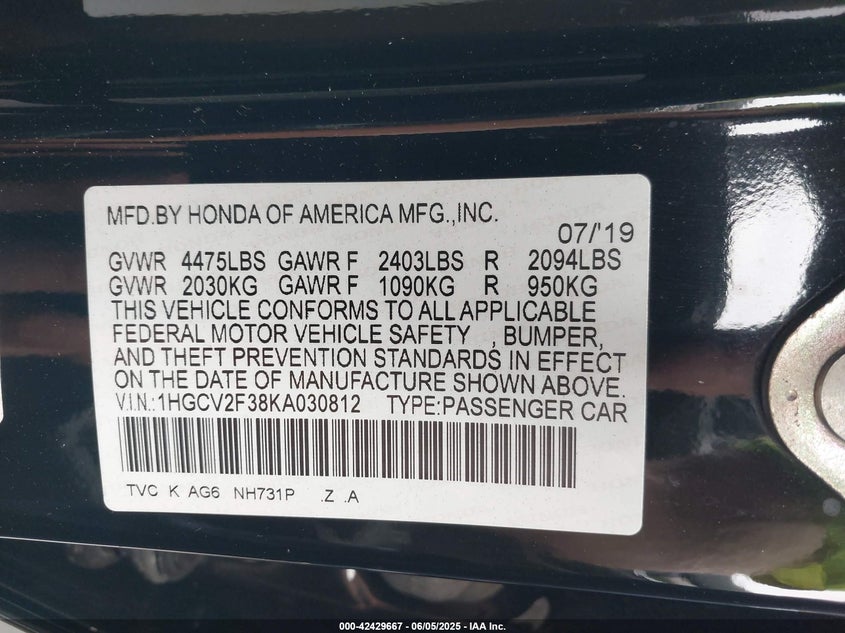 MFD.BY HONDA OF AMERICA MFG.,INC.
07/'19
GVWR 4475LBS GAWR F 2403LBS R 2094LBS
GVWR 2030KG GAWR F 1090KG R 950KG
THIS VEHICLE CONFORMS TO ALL APPLICABLE
FEDERAL MOTOR VEHICLE SAFETY , BUMPER,
AND THEFT PREVENTION STANDARDS IN EFFECT
ON THE DATE OF MANUFACTURE SHOWN ABOVE.
V.I.N.:1HGCV2F38KA030812 TYPE:PASSENGER CAR
TVC K AG6 NH731P .Z .A
000-42429667 - 06/05/2025 - IAA Inc.